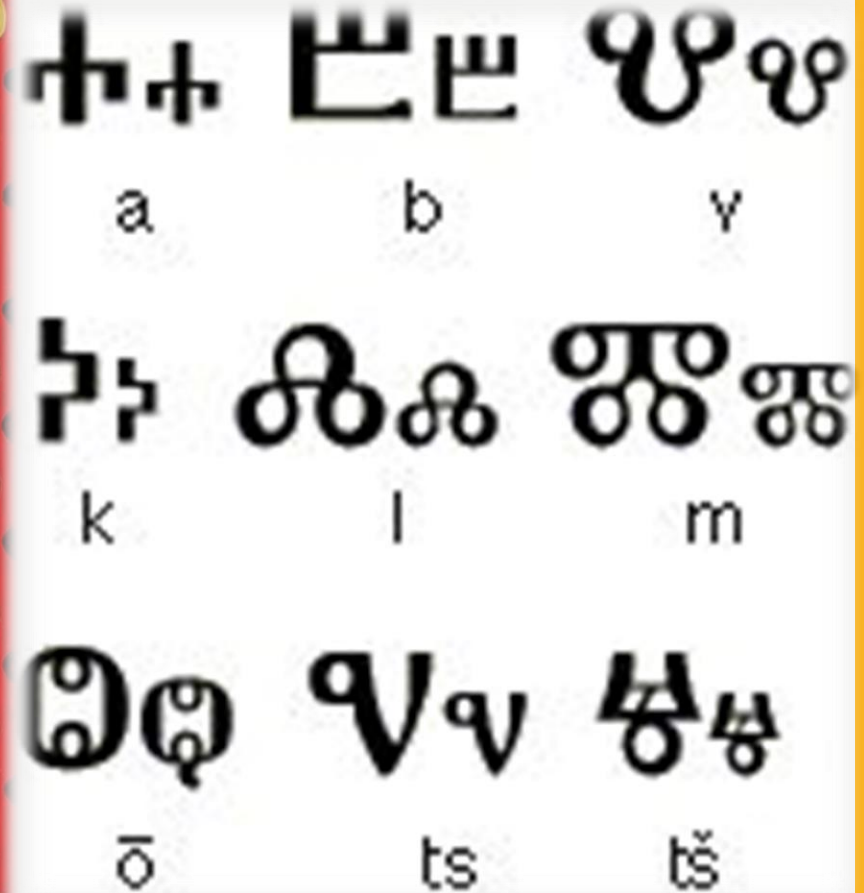 Ⰰⰰ Ⰱⰱ Ⰲⰲ
a b v
Ⰽⰽ Ⰾⰾ Ⰿⰿ
k l m
Ⱉⱉ Ⱌⱌ Ⱍⱍ
ō ts tš